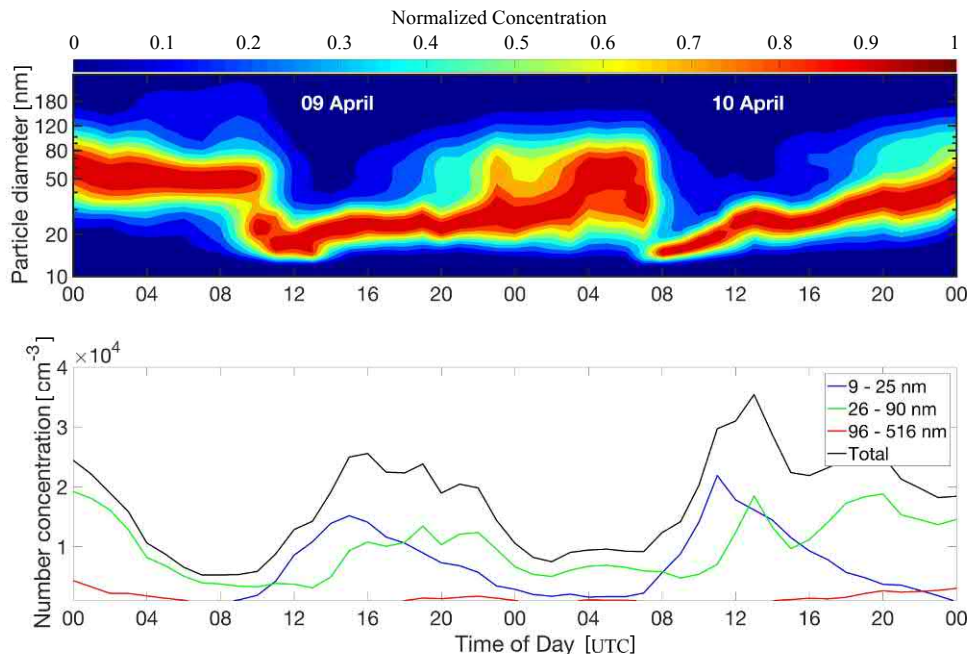 Normalized Concentration
0 0.1 0.2 0.3 0.4 0.5 0.6 0.7 0.8 0.9 1
Particle diameter [nm]
180
120
80
50
20
10
09 April
10 April
00 04 08 12 16 20 00 04 08 12 16 20 00
Number concentration [cm-3]
×10⁴
4
3
2
1
9 - 25 nm
26 - 90 nm
96 - 516 nm
Total
00 04 08 12 16 20 00 04 08 12 16 20 00
Time of Day [UTC]